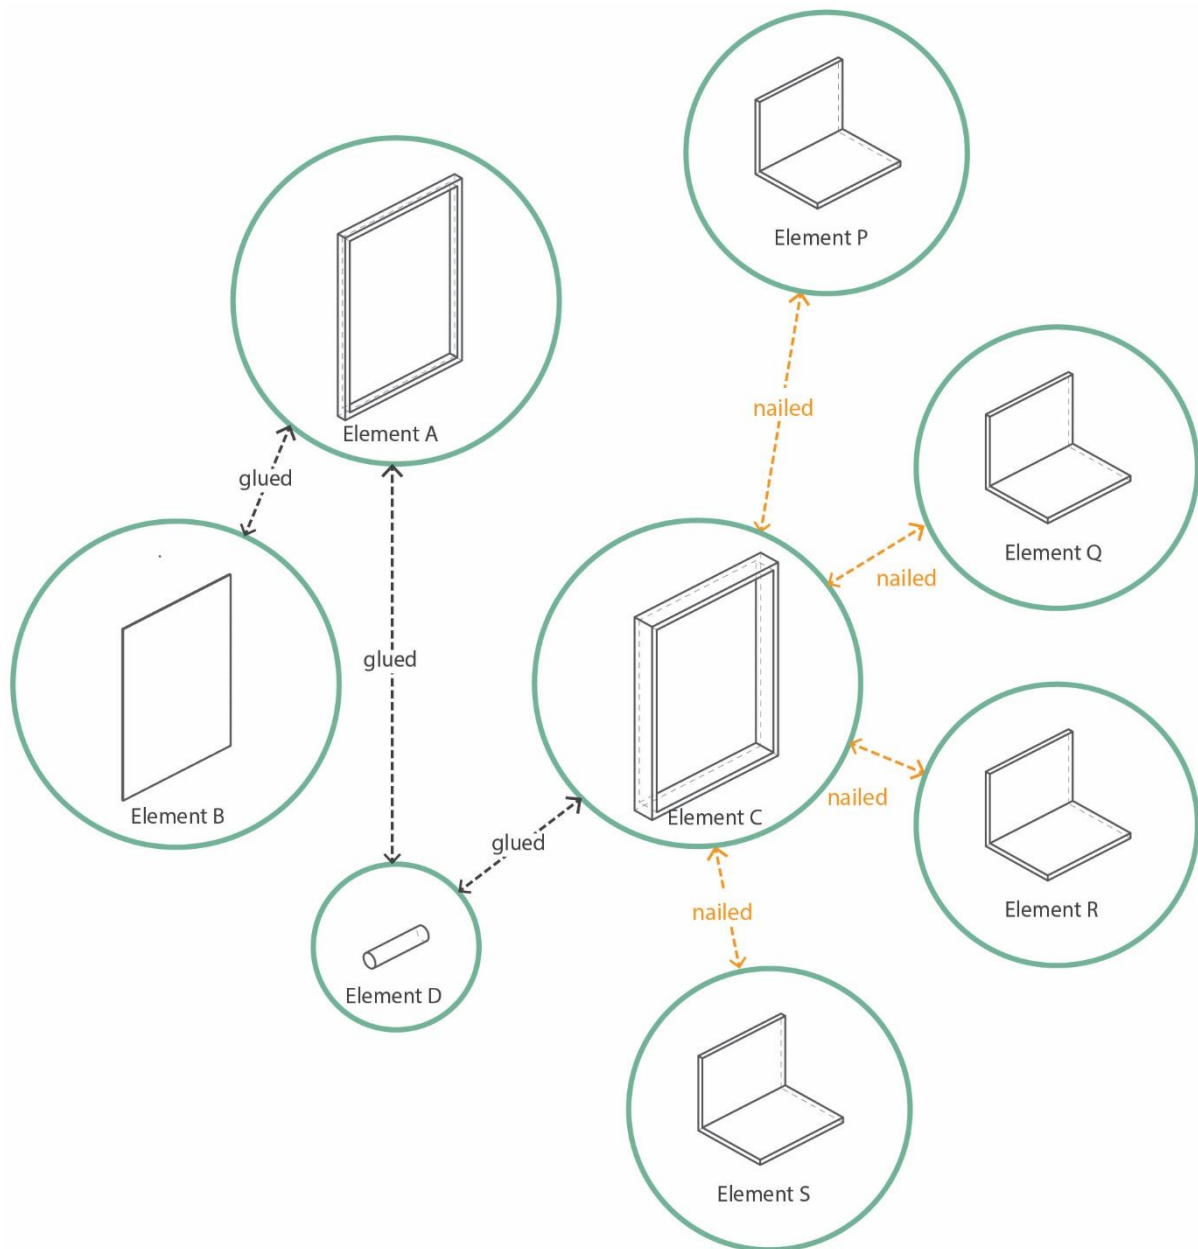 Element P
Element A
nailed
glued
Element Q
nailed
glued
Element B
Element C
nailed
glued
Element R
nailed
Element D
Element S